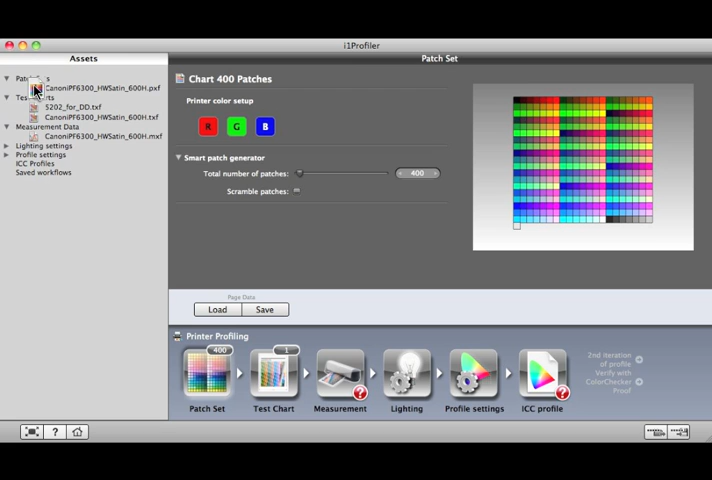 i1Profiler
Assets
Patch Set
CanoniPF6300_HWSatin_600H.pxf
5202_for_DD.txf
CanoniPF6300_HWSatin_600H.txf
Measurement Data
CanoniPF6300_HWSatin_600H.mxf
Lighting settings
Profile settings
ICC Profiles
Saved workflows
Chart 400 Patches
Printer color setup
R G B
Smart patch generator
Total number of patches: 400
Scramble patches:
Page Data
Load Save
Printer Profiling
400 1
Patch Set Test Chart Measurement Lighting Profile settings ICC profile
2nd iteration
of profile
Verify with
ColorChecker
Proof
?